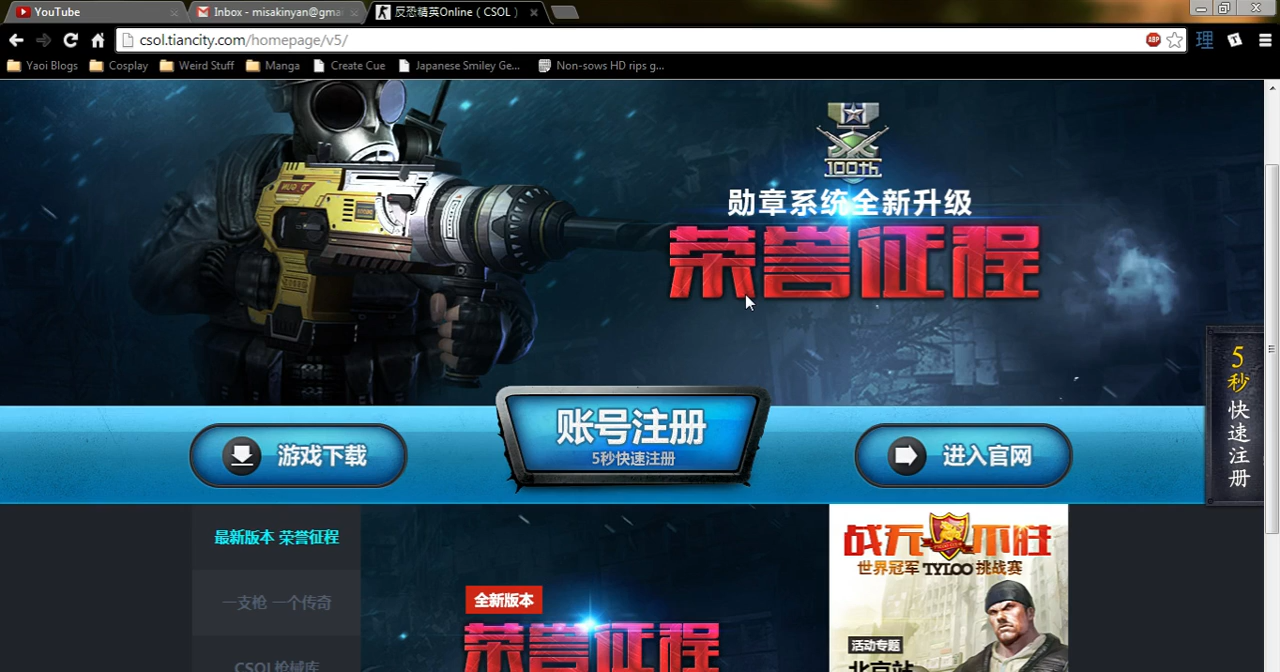 YouTube
Inbox - misakinyan@gma
反恐精英Online（CSOL）
csol.tiancity.com/homepage/v5/
ABP
理
Yaoi Blogs
Cosplay
Weird Stuff
Manga
Create Cue
Japanese Smiley Ge...
Non-sows HD rips g...
100th
勋章系统全新升级
荣誉征程
5秒快速注册
游戏下载
账号注册
5秒快速注册
进入官网
最新版本 荣誉征程
一支枪 一个传奇
CSOL枪械库
全新版本
荣誉征程
战无不胜
世界冠军 TYLOO 挑战赛
活动专题
北京站